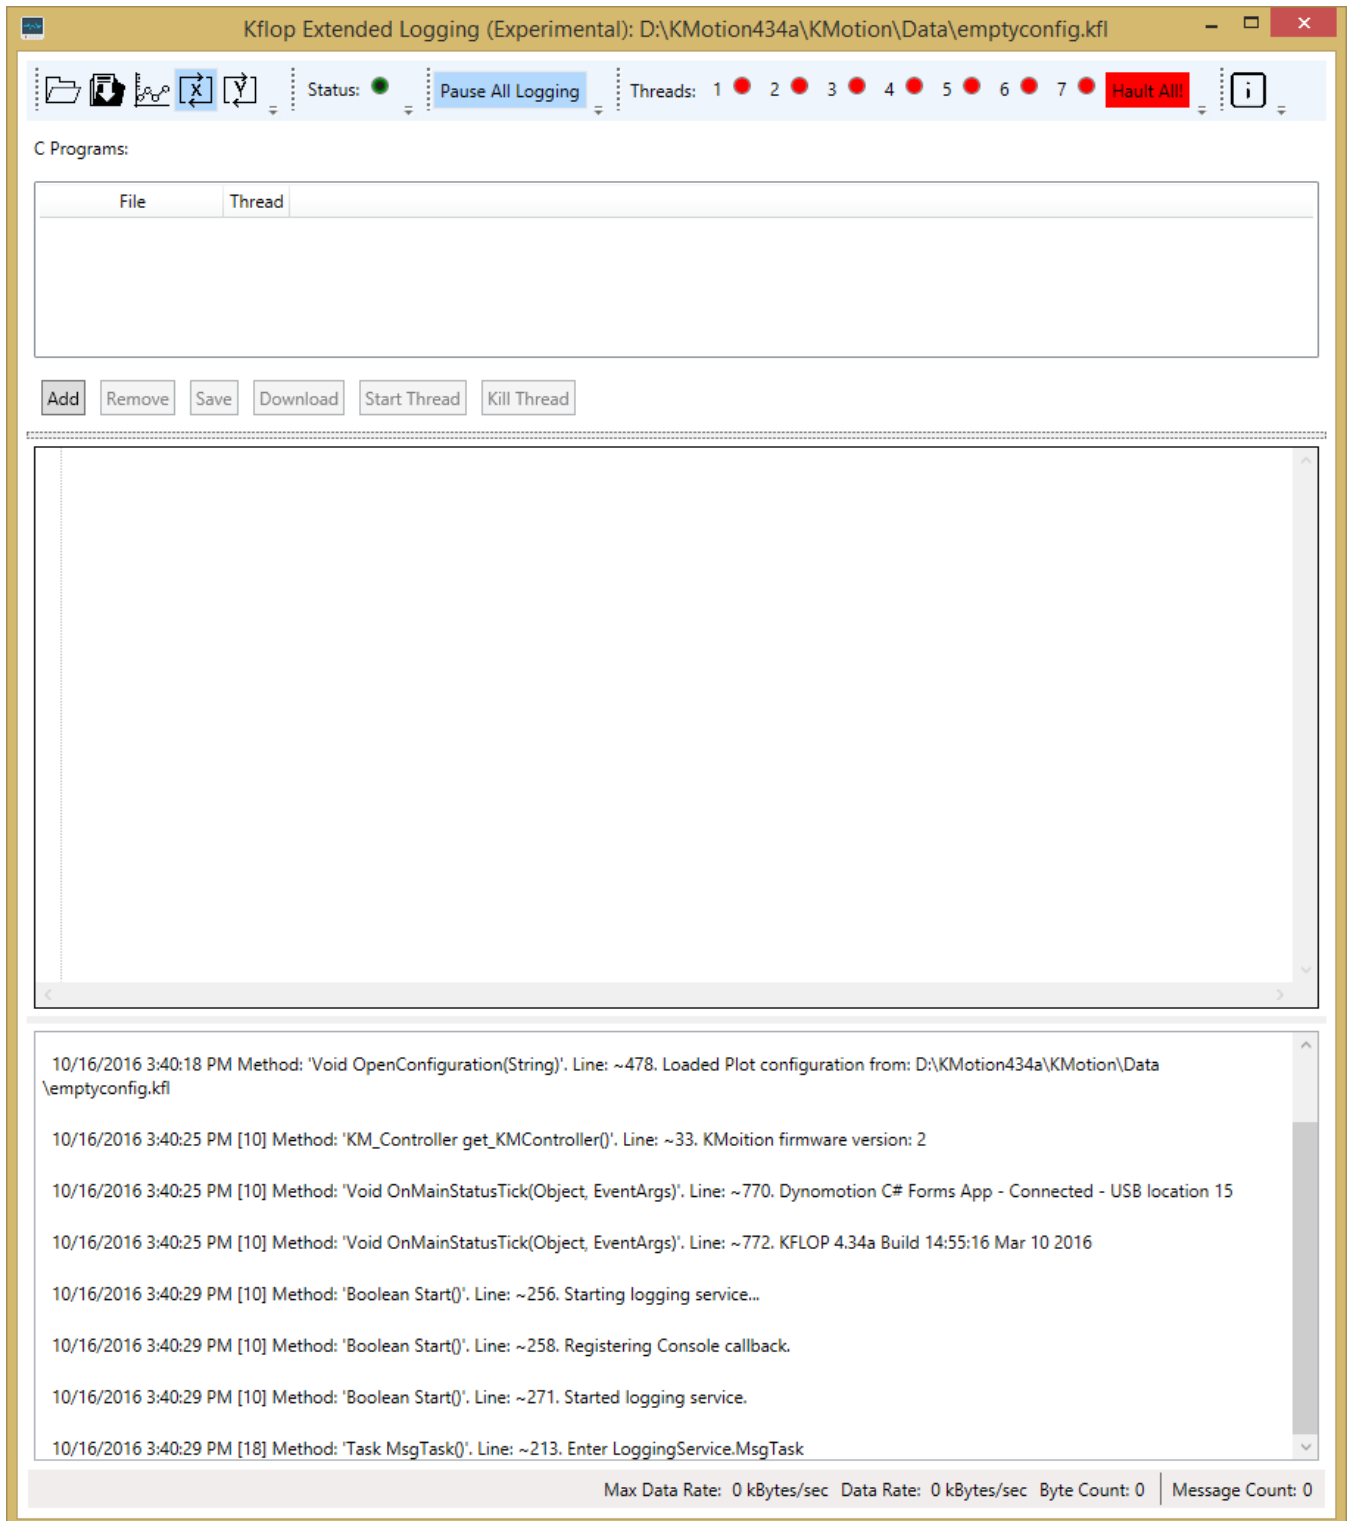 Kflop Extended Logging (Experimental): D:\KMotion434a\KMotion\Data\emptyconfig.kfl
X Y Status: Pause All Logging Threads: 1 2 3 4 5 6 7 Hault All! i
C Programs:
File Thread
Add Remove Save Download Start Thread Kill Thread
10/16/2016 3:40:18 PM Method: 'Void OpenConfiguration(String)'. Line: ~478. Loaded Plot configuration from: D:\KMotion434a\KMotion\Data
\emptyconfig.kfl
10/16/2016 3:40:25 PM [10] Method: 'KM_Controller get_KMController()'. Line: ~33. KMoition firmware version: 2
10/16/2016 3:40:25 PM [10] Method: 'Void OnMainStatusTick(Object, EventArgs)'. Line: ~770. Dynomotion C# Forms App - Connected - USB location 15
10/16/2016 3:40:25 PM [10] Method: 'Void OnMainStatusTick(Object, EventArgs)'. Line: ~772. KFLOP 4.34a Build 14:55:16 Mar 10 2016
10/16/2016 3:40:29 PM [10] Method: 'Boolean Start()'. Line: ~256. Starting logging service...
10/16/2016 3:40:29 PM [10] Method: 'Boolean Start()'. Line: ~258. Registering Console callback.
10/16/2016 3:40:29 PM [10] Method: 'Boolean Start()'. Line: ~271. Started logging service.
10/16/2016 3:40:29 PM [18] Method: 'Task MsgTask()'. Line: ~213. Enter LoggingService.MsgTask
Max Data Rate: 0 kBytes/sec Data Rate: 0 kBytes/sec Byte Count: 0 Message Count: 0